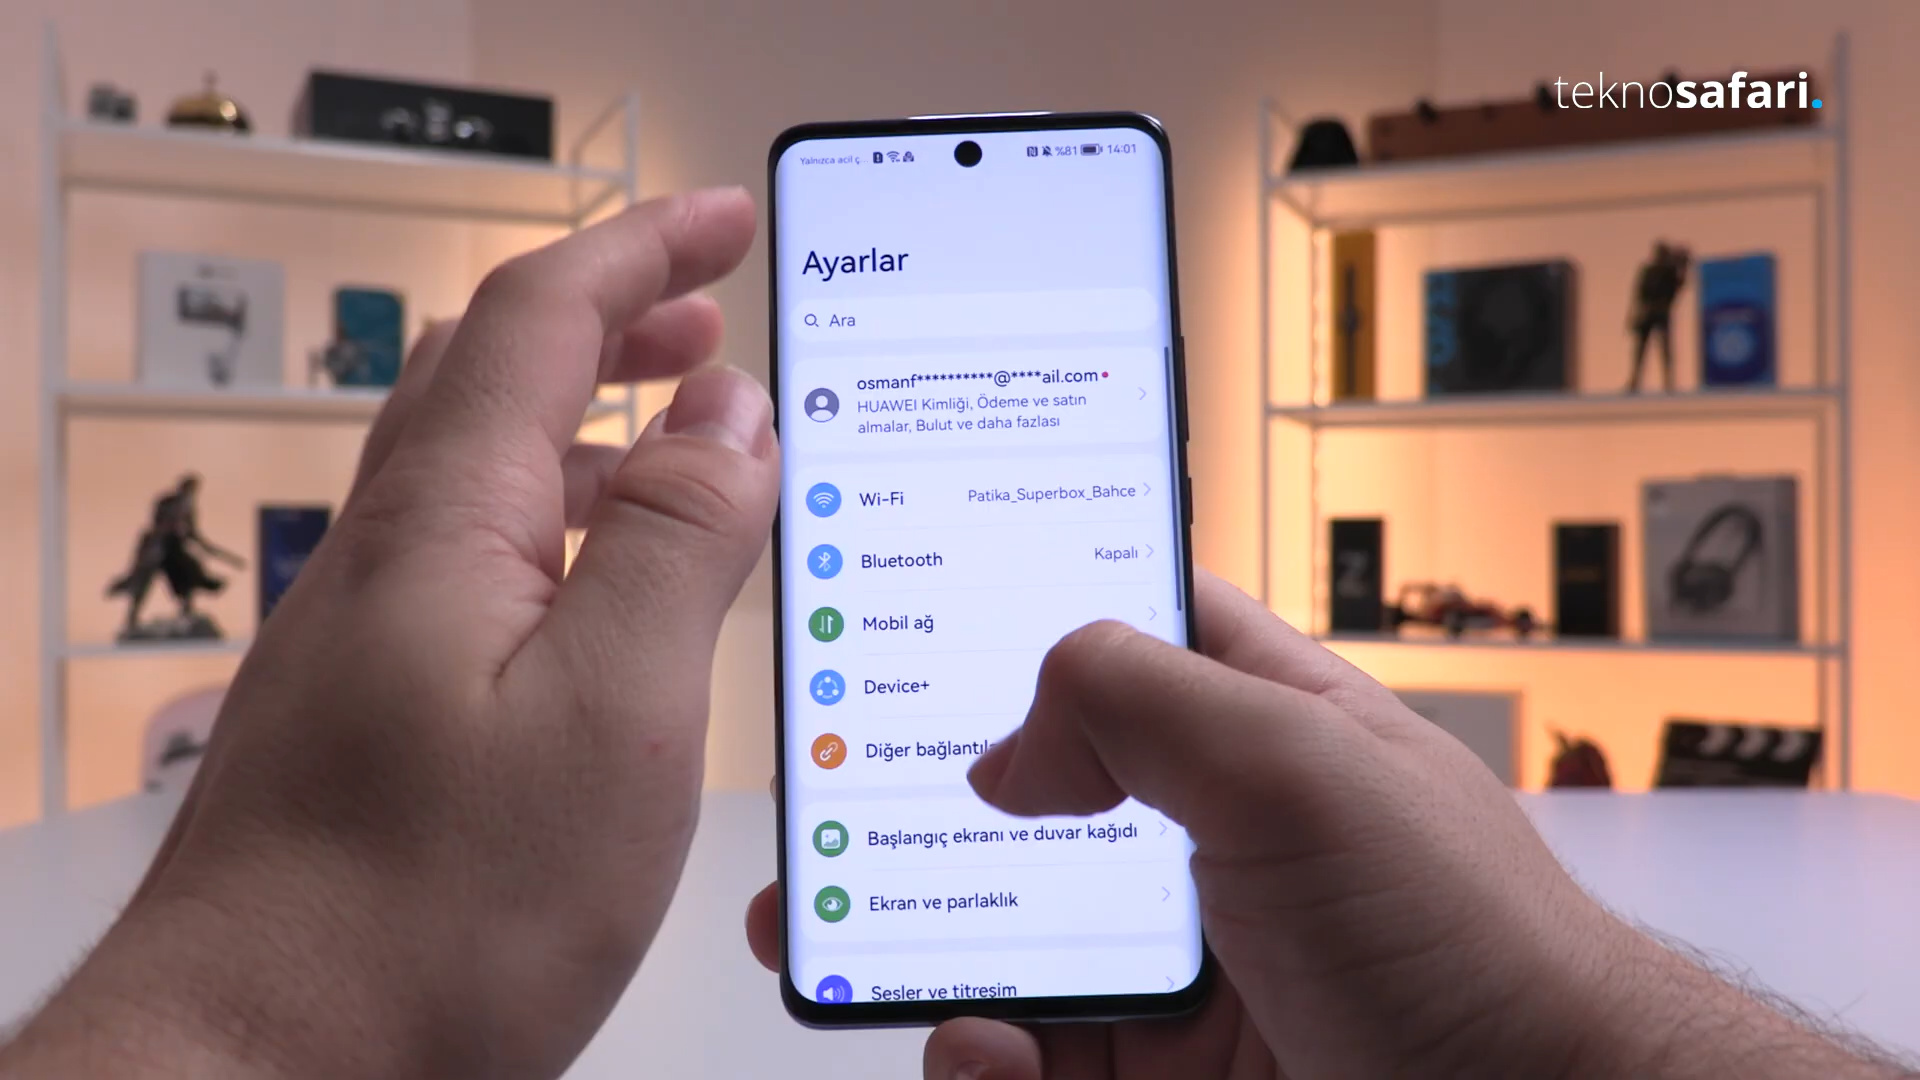 teknosafari.
Yalnızca acil ç...
%81 14:01
Ayarlar
Ara
osmanf**********@****ail.com
HUAWEI Kimliği, Ödeme ve satın
almalar, Bulut ve daha fazlası
Wi-Fi Patika_Superbox_Bahce
Bluetooth Kapalı
Mobil ağ
Device+
Diğer bağlantıla
Başlangıç ekranı ve duvar kağıdı
Ekran ve parlaklık
Sesler ve titreşim
Z